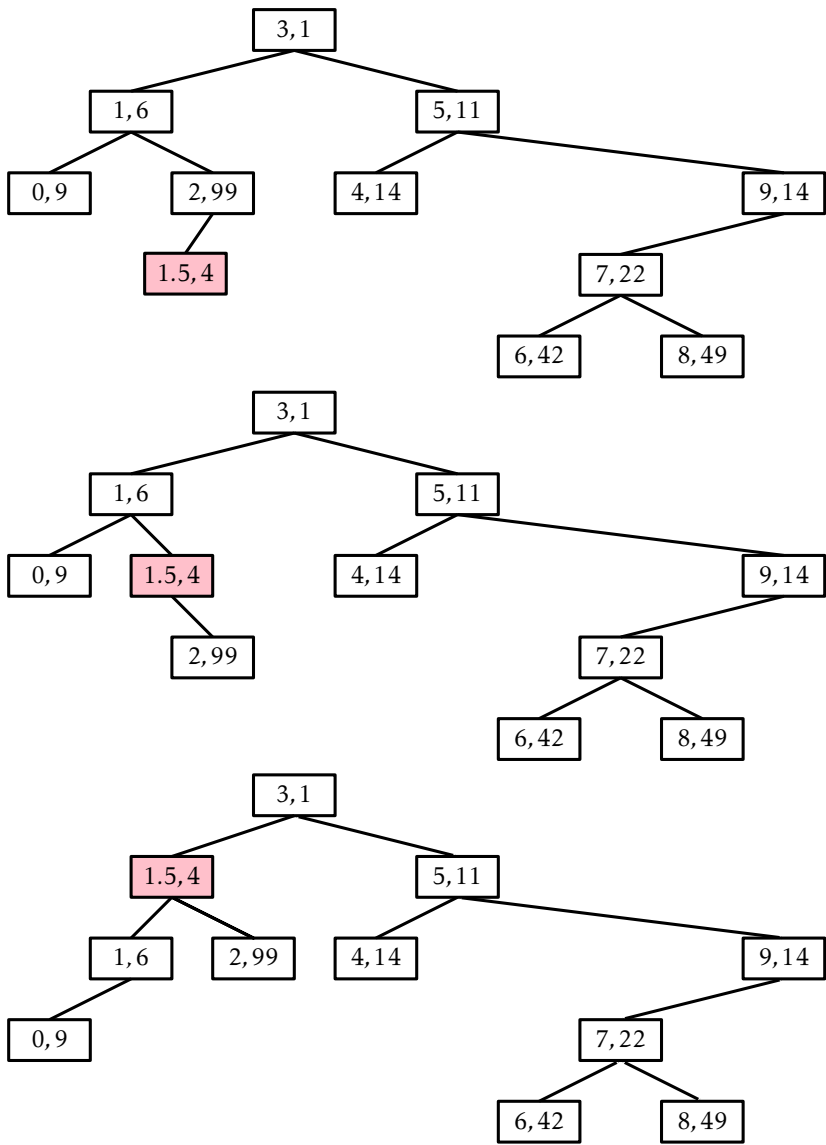 3, 1
1, 6 5, 11
0, 9 2, 99 4, 14 9, 14
1.5, 4 7, 22
6, 42 8, 49
3, 1
1, 6 5, 11
0, 9 1.5, 4 4, 14 9, 14
2, 99 7, 22
6, 42 8, 49
3, 1
1.5, 4 5, 11
1, 6 2, 99 4, 14 9, 14
0, 9 7, 22
6, 42 8, 49